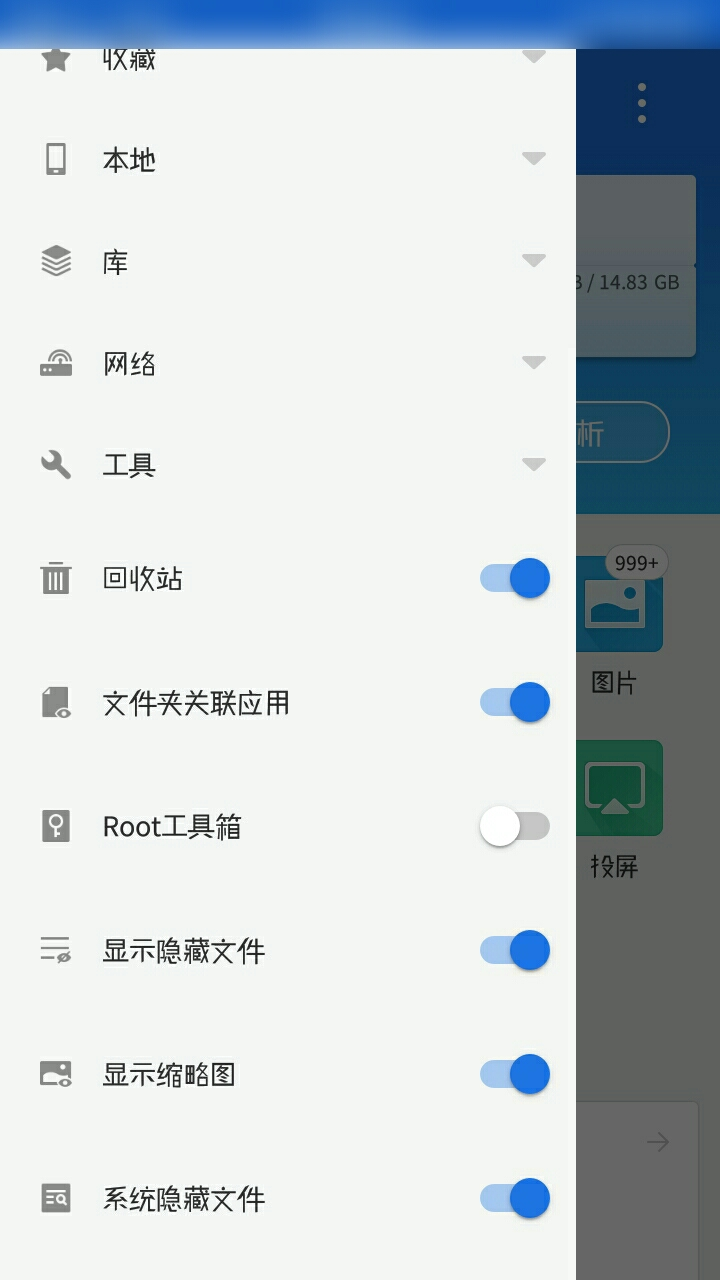 收藏
本地
库
网络
工具
回收站
文件夹关联应用
Root工具箱
显示隐藏文件
显示缩略图
系统隐藏文件
/ 14.83 GB
析
999+
图片
投屏